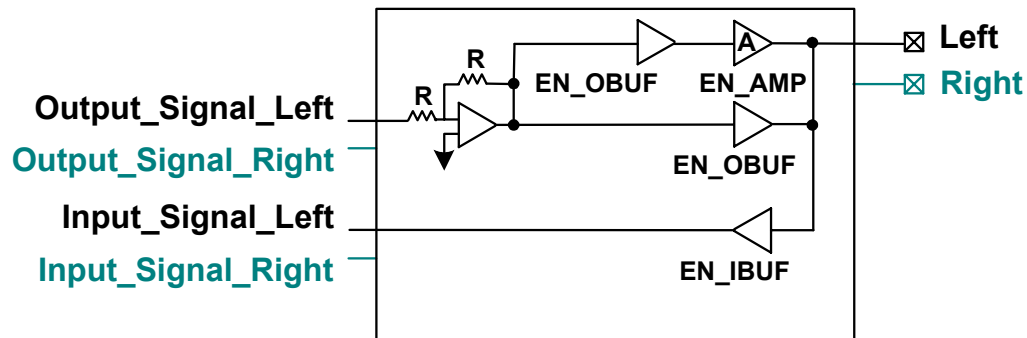 R
R
A
EN_OBUF
EN_AMP
Left
Right
Output_Signal_Left
Output_Signal_Right
EN_OBUF
Input_Signal_Left
Input_Signal_Right
EN_IBUF